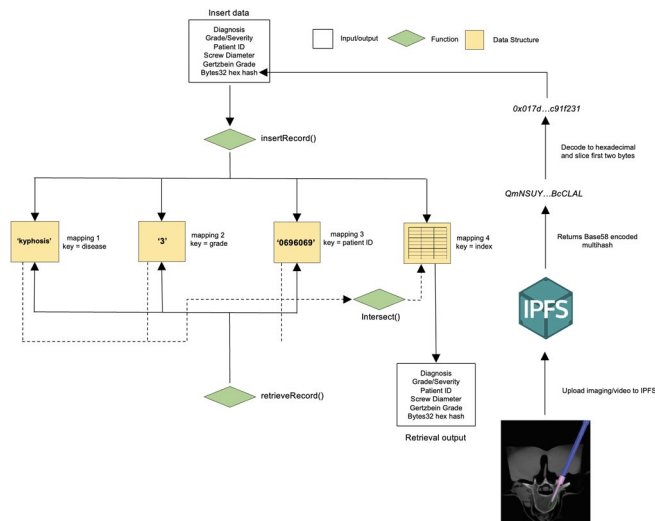 Insert data
Diagnosis
Grade/Severity
Patient ID
Screw Diameter
Gertzbein Grade
Bytes32 hex hash
Input/output
Function
Data Structure
insertRecord()
0x017d...c91f231
Decode to hexadecimal
and slice first two bytes
QmNSUY...BcCLAL
Returns Base58 encoded
multihash
IPFS
Upload imaging/video to IPFS
'kyphosis'
mapping 1
key = disease
'3'
mapping 2
key = grade
'0696069'
mapping 3
key = patient ID
mapping 4
key = index
Intersect()
retrieveRecord()
Diagnosis
Grade/Severity
Patient ID
Screw Diameter
Gertzbein Grade
Bytes32 hex hash
Retrieval output